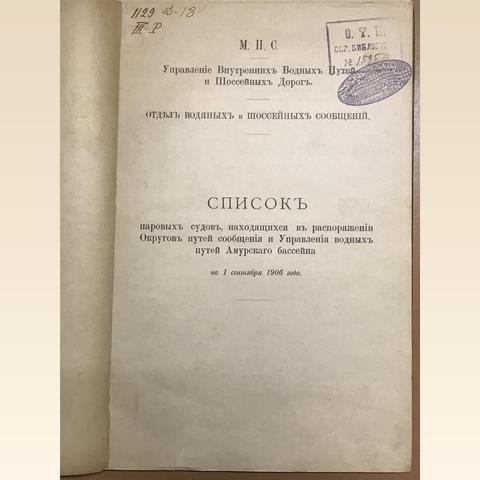 1129 Д-18
III-Р
О. Т.
М. П. С.
Управленіе Внутреннихъ Водныхъ Путей
и Шоссейныхъ Дорогъ.
ОТДѢЛЪ ВОДЯНЫХЪ и ШОССЕЙНЫХЪ СООБЩЕНІЙ.
СПИСОКЪ
паровыхъ судовъ, находящихся въ распоряженіи
Округовъ путей сообщенія и Управленія водныхъ
путей Амурскаго бассейна
на 1 сентября 1906 года.